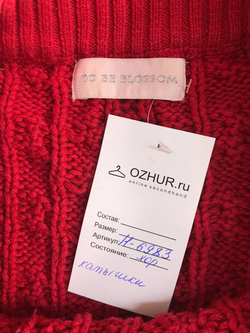 TO BE BLOSSOM
OZHUR.ru
online secondhand
Состав:
Размер:
Артикул: Н-6983
Состояние: хор
катышки